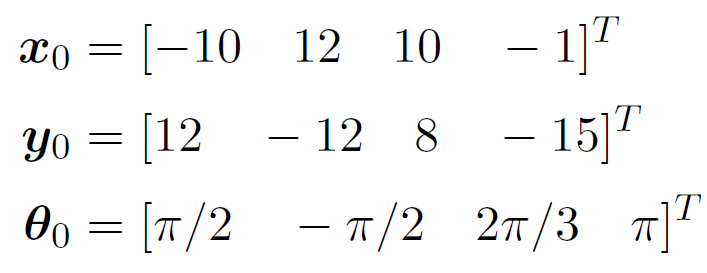 x₀ = [−10 12 10 − 1]ᵀ
y₀ = [12 − 12 8 − 15]ᵀ
θ₀ = [π/2 − π/2 2π/3 π]ᵀ